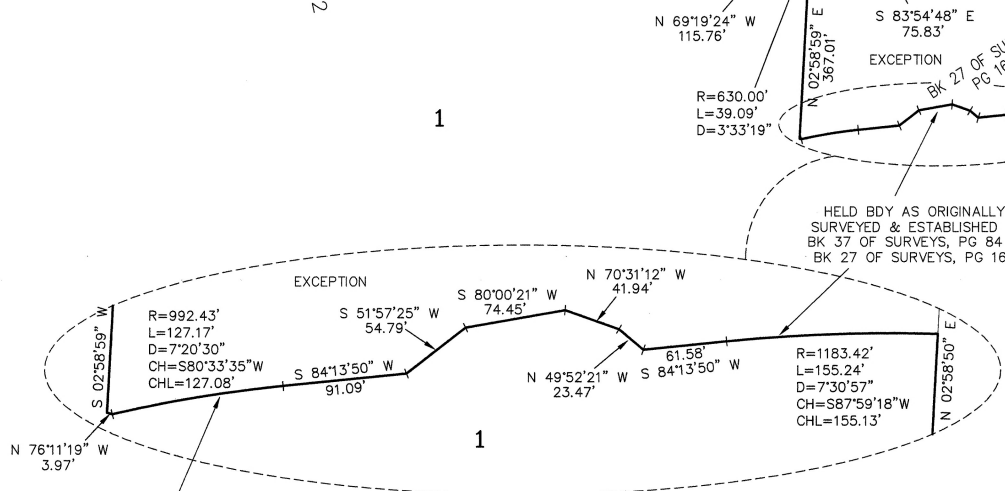 2
N 69°19'24" W
115.76'
N 02°58'59" E
367.01'
S 83°54'48" E
75.83'
EXCEPTION
BK 27 OF SU
PG 16
1
R=630.00'
L=39.09'
D=3°33'19"
HELD BDY AS ORIGINALLY
SURVEYED & ESTABLISHED
BK 37 OF SURVEYS, PG 84
BK 27 OF SURVEYS, PG 16
EXCEPTION
N 70°31'12" W
41.94'
S 80°00'21" W
74.45'
S 51°57'25" W
54.79'
S 02°58'59" W
R=992.43'
L=127.17'
D=7°20'30"
CH=S80°33'35"W
CHL=127.08'
S 84°13'50" W
91.09'
N 49°52'21" W
23.47'
61.58'
S 84°13'50" W
R=1183.42'
L=155.24'
D=7°30'57"
CH=S87°59'18"W
CHL=155.13'
N 02°58'50" E
N 76°11'19" W
3.97'
1